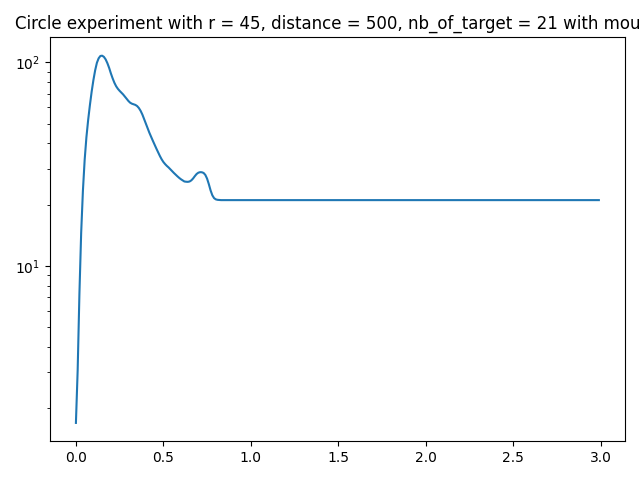 Circle experiment with r = 45, distance = 500, nb_of_target = 21 with mou
10²
10¹
0.0 0.5 1.0 1.5 2.0 2.5 3.0